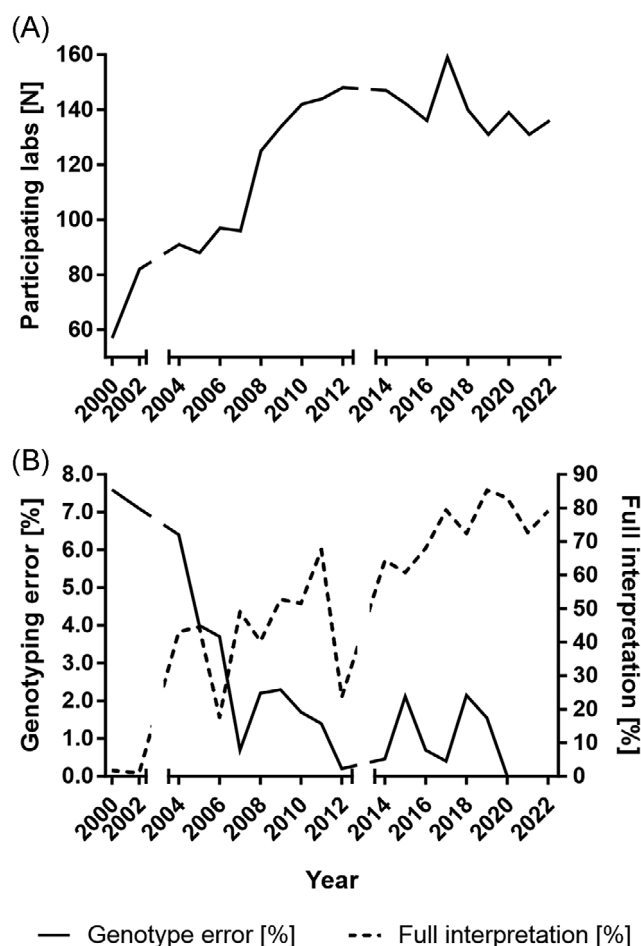 (A)
Participating labs [N]
160
140
120
100
80
60
2000 2002 2004 2006 2008 2010 2012 2014 2016 2018 2020 2022
(B)
Genotyping error [%]
8.0
7.0
6.0
5.0
4.0
3.0
2.0
1.0
0.0
90
80
70
60
50
40
30
20
10
0
Full interpretation
[%]
2000 2002 2004 2006 2008 2010 2012 2014 2016 2018 2020 2022
Year
Genotype error [%] Full interpretation [%]